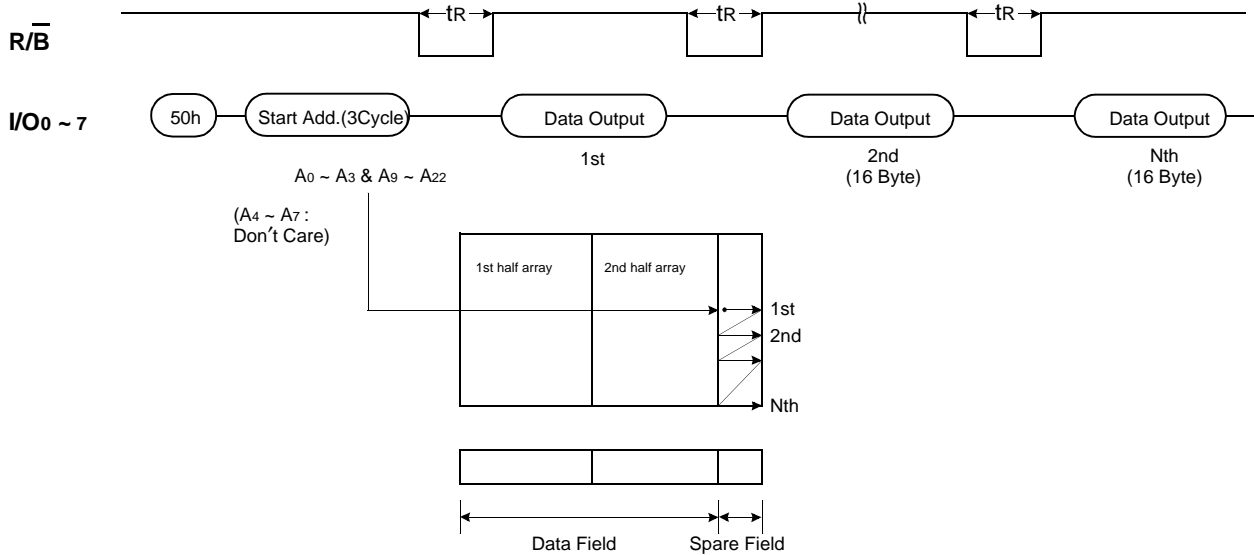 tR tR tR
R/B̅
I/O0 ~ 7 50h Start Add.(3Cycle) Data Output Data Output Data Output
1st 2nd Nth
(16 Byte) (16 Byte)
A0 ~ A3 & A9 ~ A22
(A4 ~ A7 :
Don′t Care)
1st half array 2nd half array
1st
2nd
Nth
Data Field Spare Field